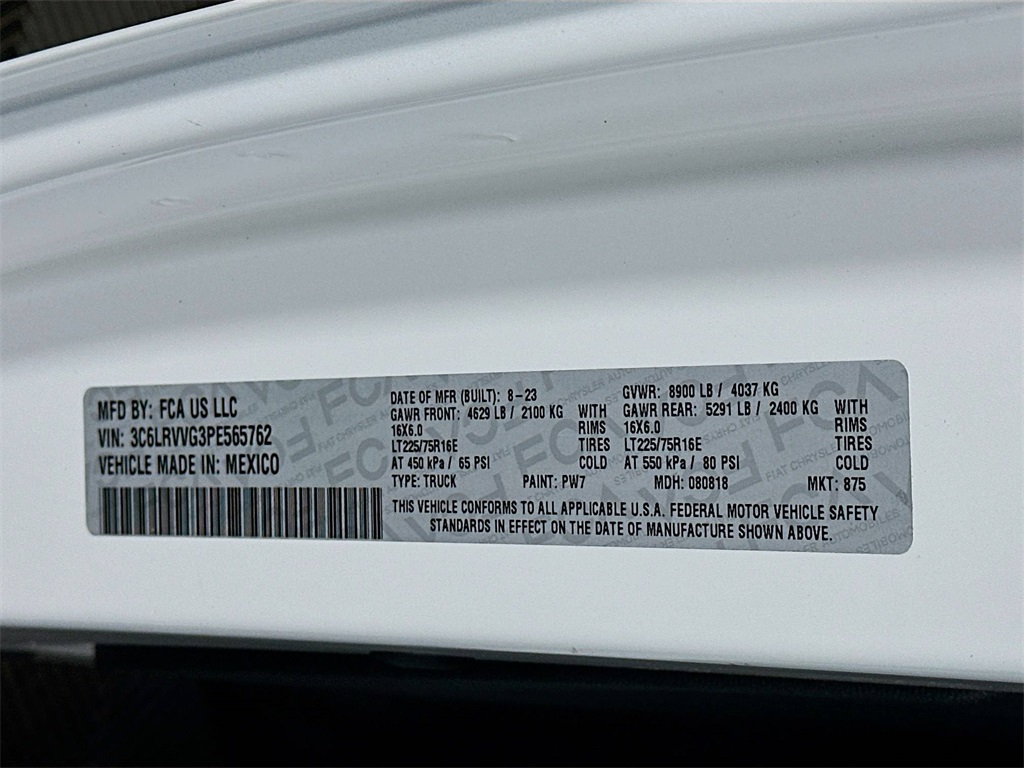 MFD BY: FCA US LLC
VIN: 3C6LRVVG3PE565762
VEHICLE MADE IN: MEXICO
DATE OF MFR (BUILT): 8-23
GAWR FRONT: 4629 LB / 2100 KG WITH
16X6.0 RIMS
LT225/75R16E TIRES
AT 450 kPa / 65 PSI COLD
TYPE: TRUCK PAINT: PW7
GVWR: 8900 LB / 4037 KG
GAWR REAR: 5291 LB / 2400 KG WITH
16X6.0 RIMS
LT225/75R16E TIRES
AT 550 kPa / 80 PSI COLD
MDH: 080818 MKT: 875
THIS VEHICLE CONFORMS TO ALL APPLICABLE U.S.A. FEDERAL MOTOR VEHICLE SAFETY
STANDARDS IN EFFECT ON THE DATE OF MANUFACTURE SHOWN ABOVE.